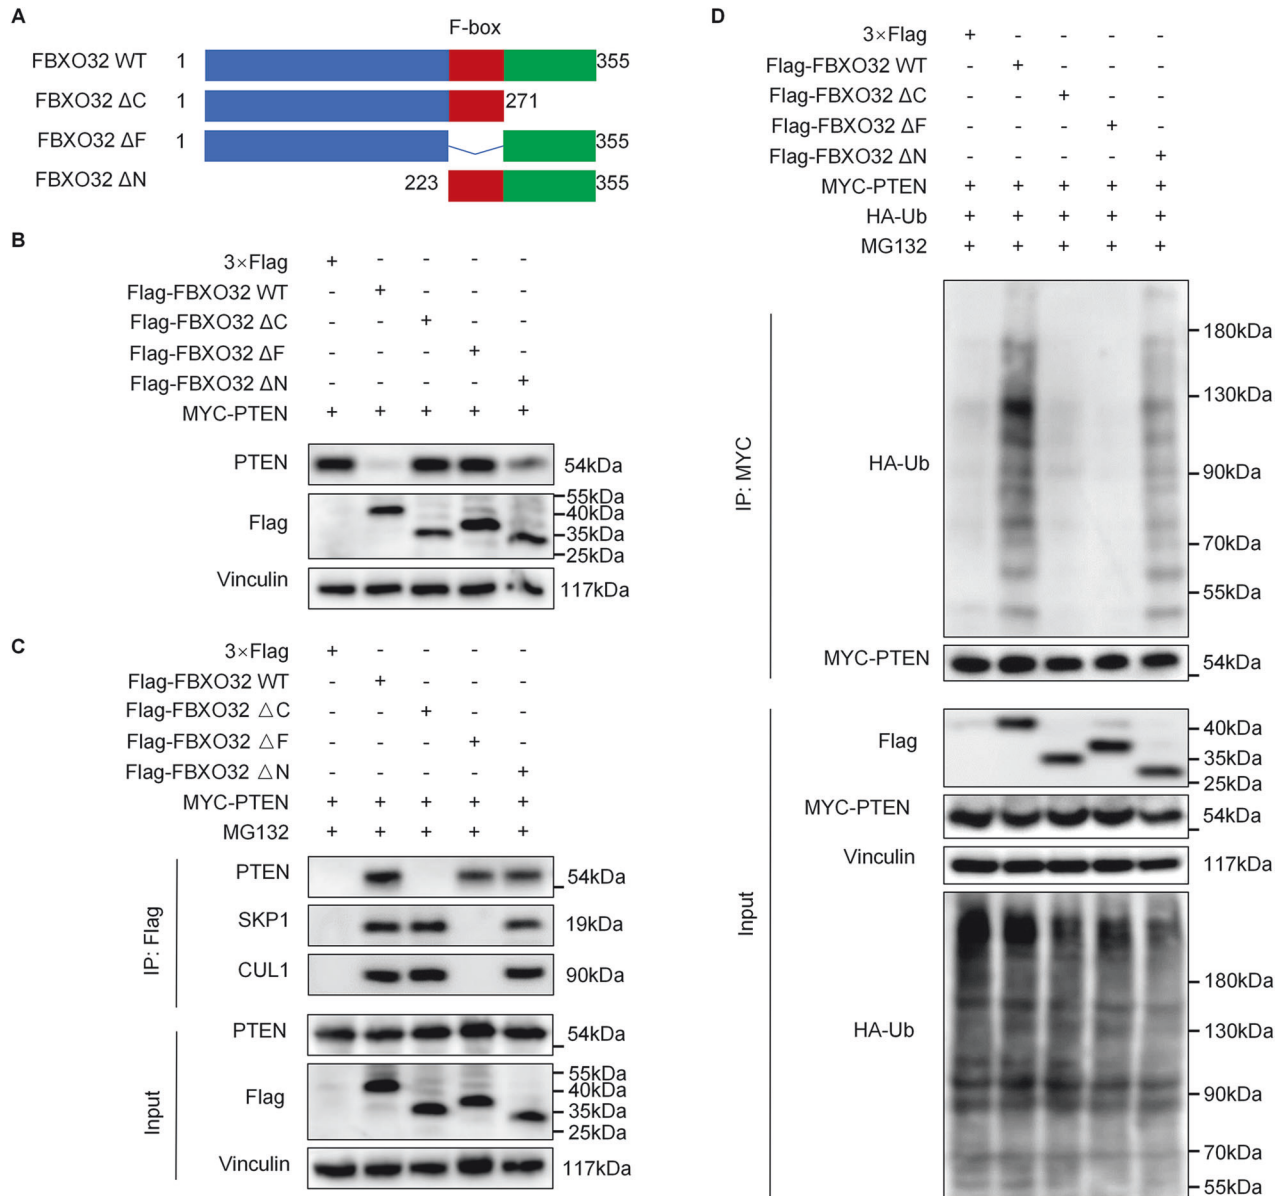 A
F-box
FBXO32 WT 1 355
FBXO32 ΔC 1 271
FBXO32 ΔF 1 355
FBXO32 ΔN 223 355
B
3×Flag + - - - -
Flag-FBXO32 WT - + - - -
Flag-FBXO32 ΔC - - + - -
Flag-FBXO32 ΔF - - - + -
Flag-FBXO32 ΔN - - - - +
MYC-PTEN + + + + +
PTEN 54kDa
Flag
55kDa
40kDa
35kDa
25kDa
Vinculin 117kDa
C
3×Flag + - - - -
Flag-FBXO32 WT - + - - -
Flag-FBXO32 △C - - + - -
Flag-FBXO32 △F - - - + -
Flag-FBXO32 △N - - - - +
MYC-PTEN + + + + +
MG132 + + + + +
IP: Flag
PTEN 54kDa
SKP1 19kDa
CUL1 90kDa
Input
PTEN 54kDa
Flag
55kDa
40kDa
35kDa
25kDa
Vinculin 117kDa
D
3×Flag + - - - -
Flag-FBXO32 WT - + - - -
Flag-FBXO32 ΔC - - + - -
Flag-FBXO32 ΔF - - - + -
Flag-FBXO32 ΔN - - - - +
MYC-PTEN + + + + +
HA-Ub + + + + +
MG132 + + + + +
IP: MYC
HA-Ub
180kDa
130kDa
90kDa
70kDa
55kDa
MYC-PTEN 54kDa
Input
Flag
40kDa
35kDa
25kDa
MYC-PTEN 54kDa
Vinculin 117kDa
HA-Ub
180kDa
130kDa
90kDa
70kDa
55kDa